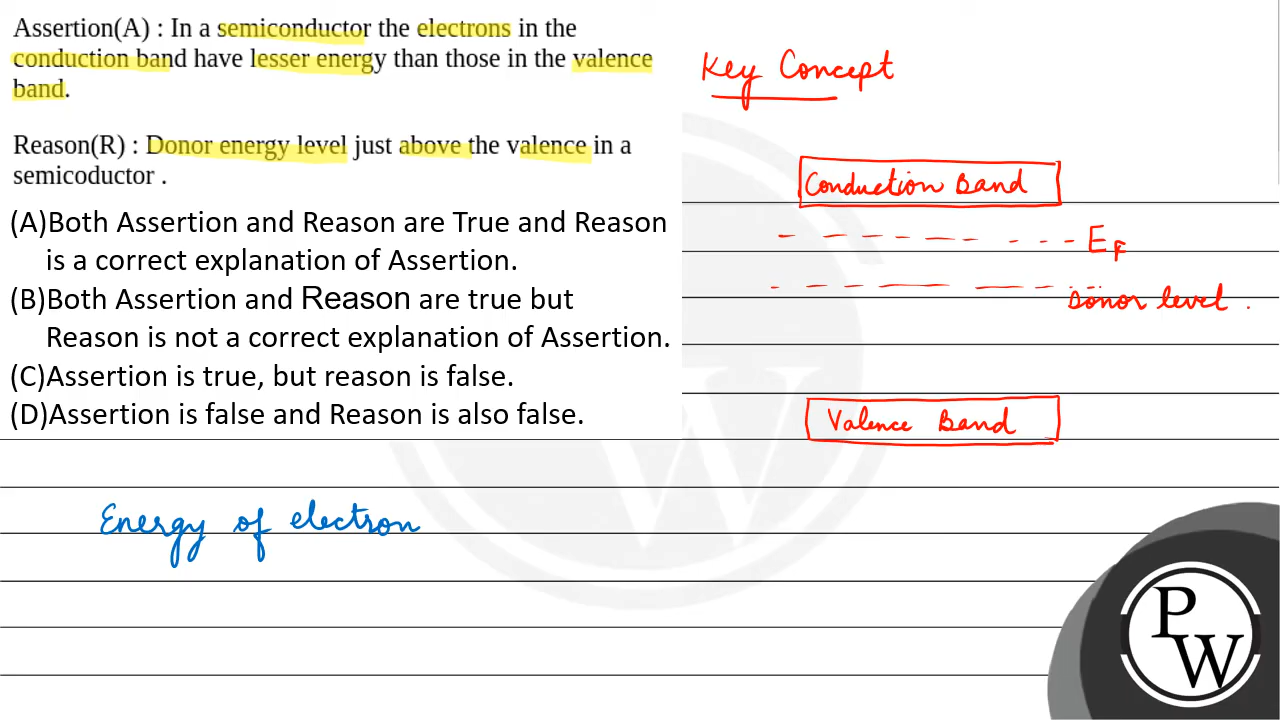 Assertion(A) : In a semiconductor the electrons in the
conduction band have lesser energy than those in the valence
band.
Reason(R) : Donor energy level just above the valence in a
semicoductor .
(A)Both Assertion and Reason are True and Reason
is a correct explanation of Assertion.
(B)Both Assertion and Reason are true but
Reason is not a correct explanation of Assertion.
(C)Assertion is true, but reason is false.
(D)Assertion is false and Reason is also false.
Key Concept
Conduction Band
EF
Donor level .
Valence Band
Energy of electron
P
W